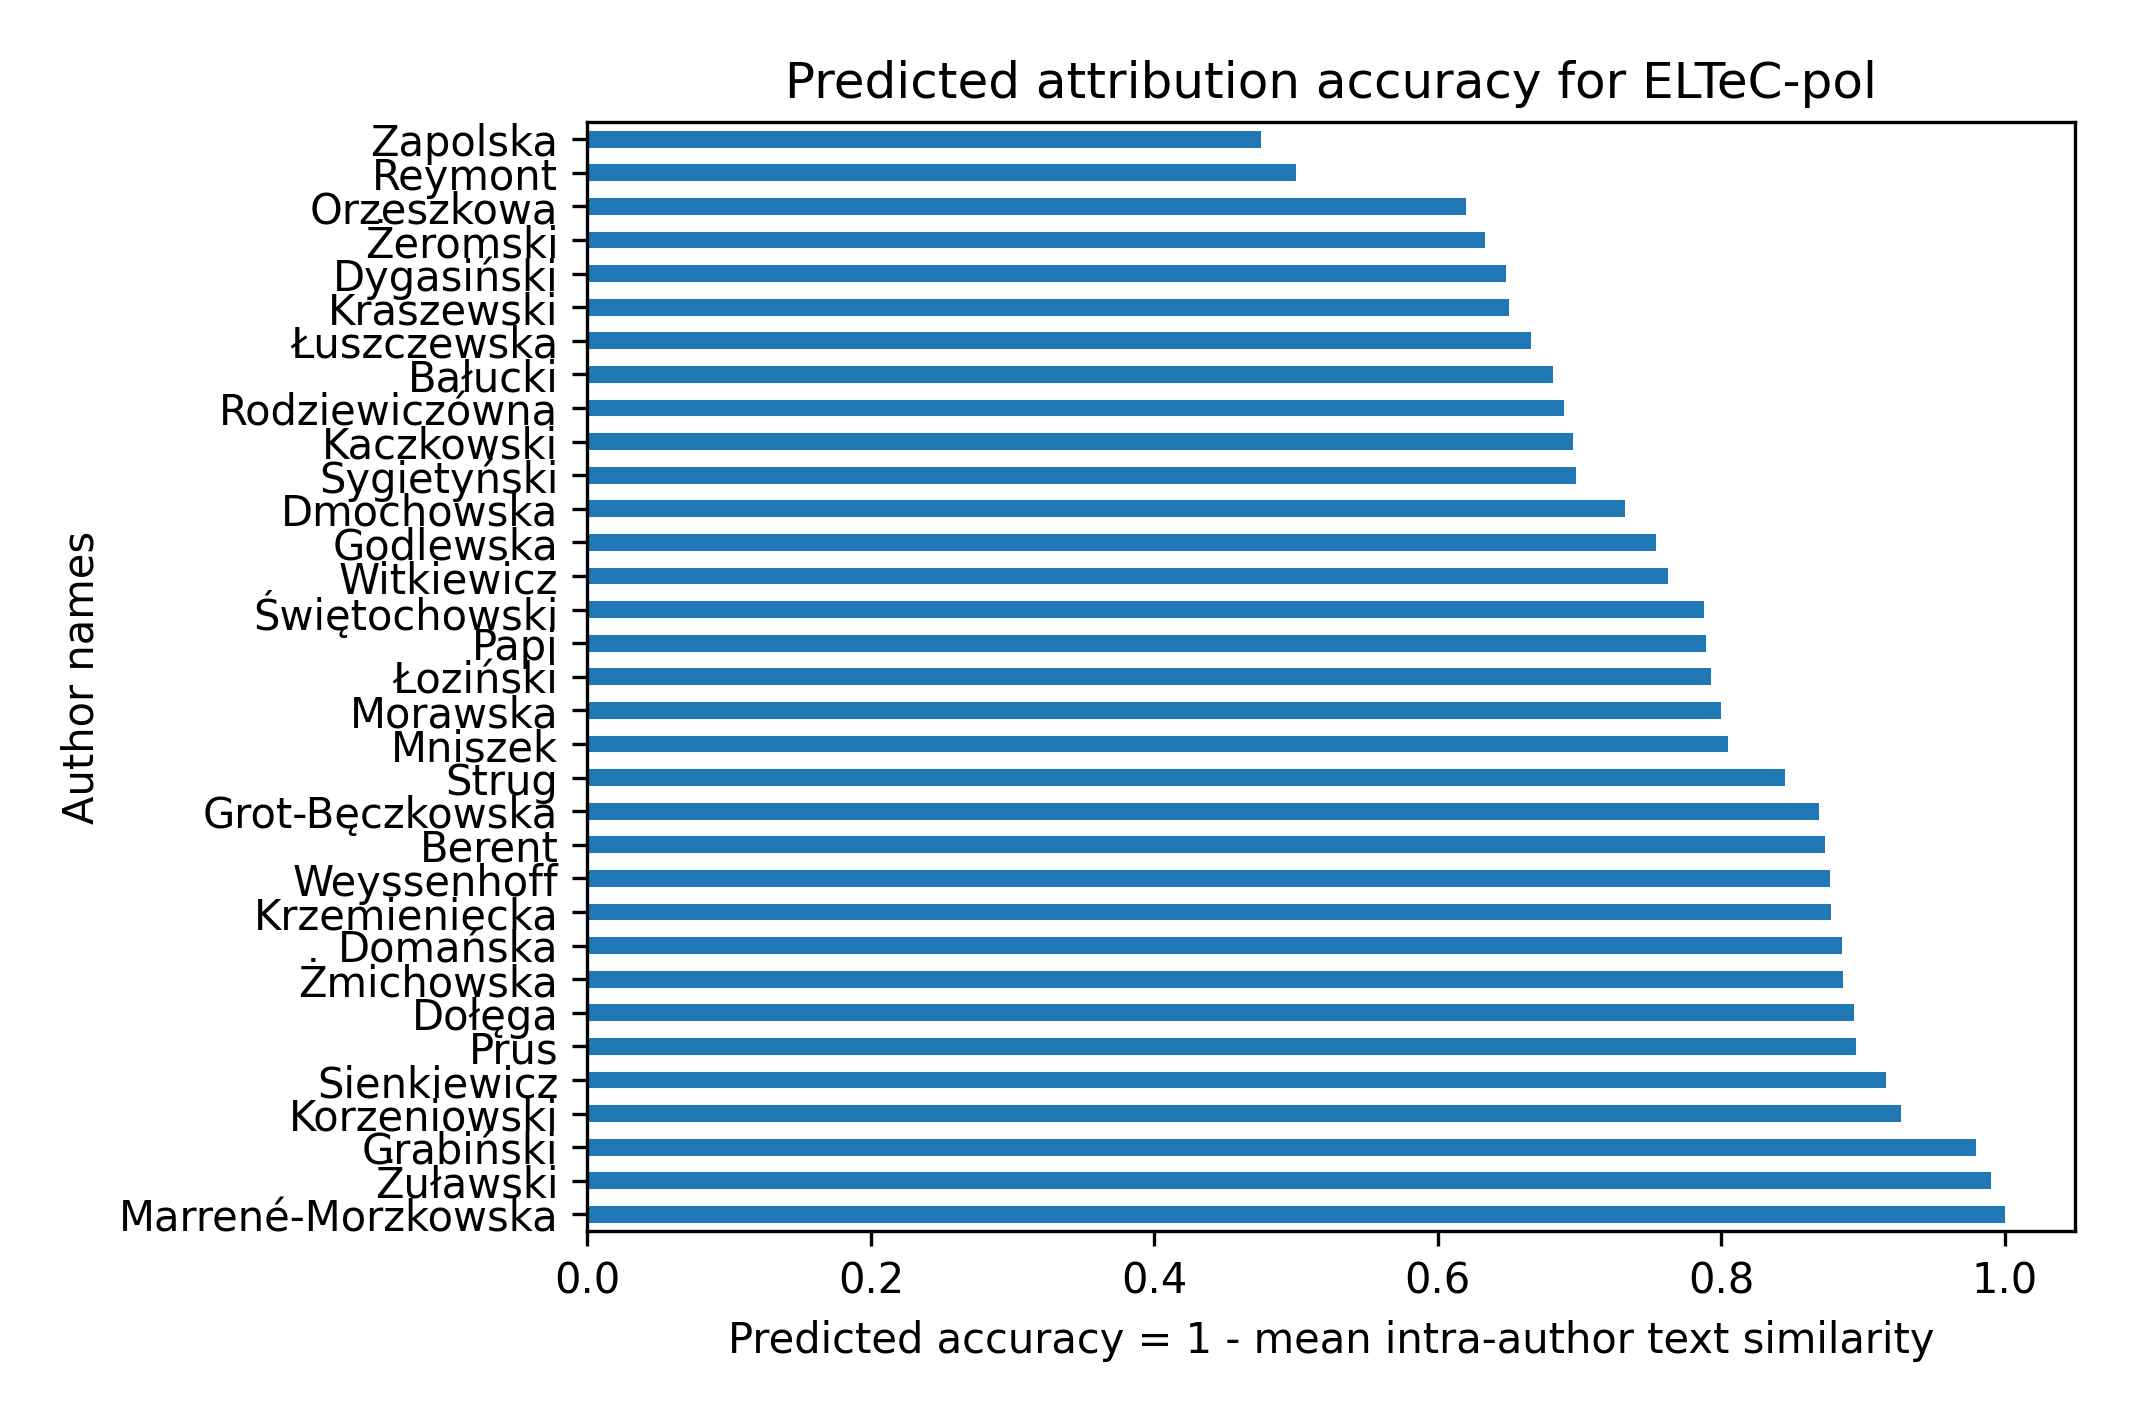 Predicted attribution accuracy for ELTeC-pol
Author names
Zapolska
Reymont
Orzeszkowa
Żeromski
Dygasiński
Kraszewski
Łuszczewska
Bałucki
Rodziewiczówna
Kaczkowski
Sygietyński
Dmochowska
Godlewska
Witkiewicz
Świętochowski
Papi
Łoziński
Morawska
Mniszek
Strug
Grot-Bęczkowska
Berent
Weyssenhoff
Krzemieniecka
Domańska
Żmichowska
Dołęga
Prus
Sienkiewicz
Korzeniowski
Grabiński
Żuławski
Marrené-Morzkowska
0.0 0.2 0.4 0.6 0.8 1.0
Predicted accuracy = 1 - mean intra-author text similarity